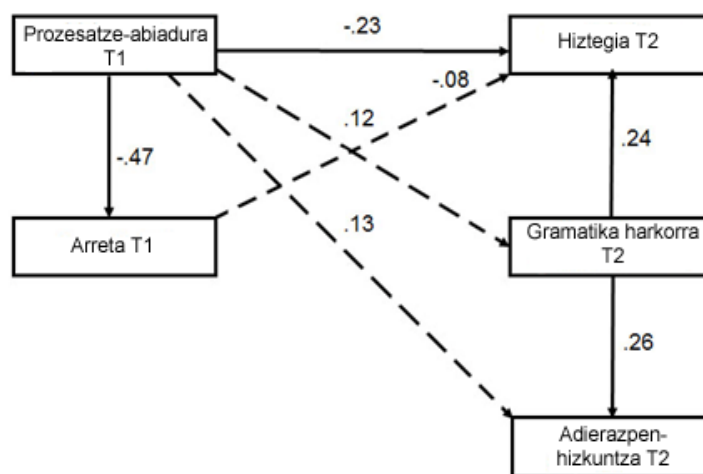 Prozesatze-abiadura
T1
-.23
Hiztegia T2
-.08
.12
-.47
.24
Arreta T1
.13
Gramatika harkorra
T2
.26
Adierazpen-
hizkuntza T2